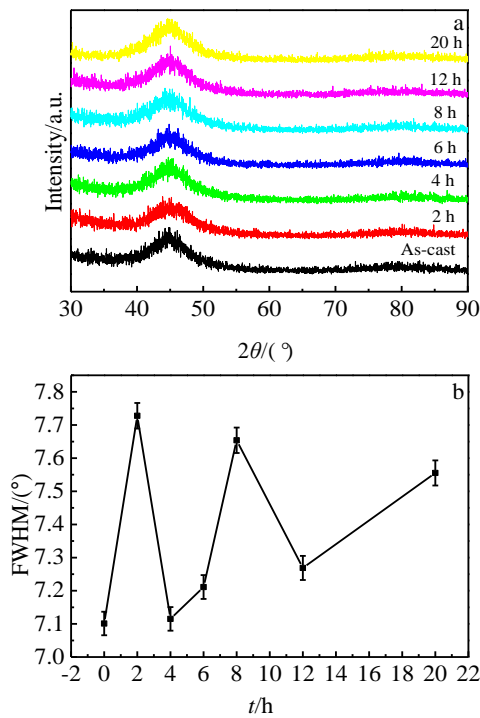 a
20 h
12 h
8 h
6 h
4 h
2 h
As-cast
Intensity/a.u.
30 40 50 60 70 80 90
2θ/(°)
b
7.8
7.7
7.6
7.5
7.4
7.3
7.2
7.1
7.0
FWHM/(°)
-2 0 2 4 6 8 10 12 14 16 18 20 22
t/h